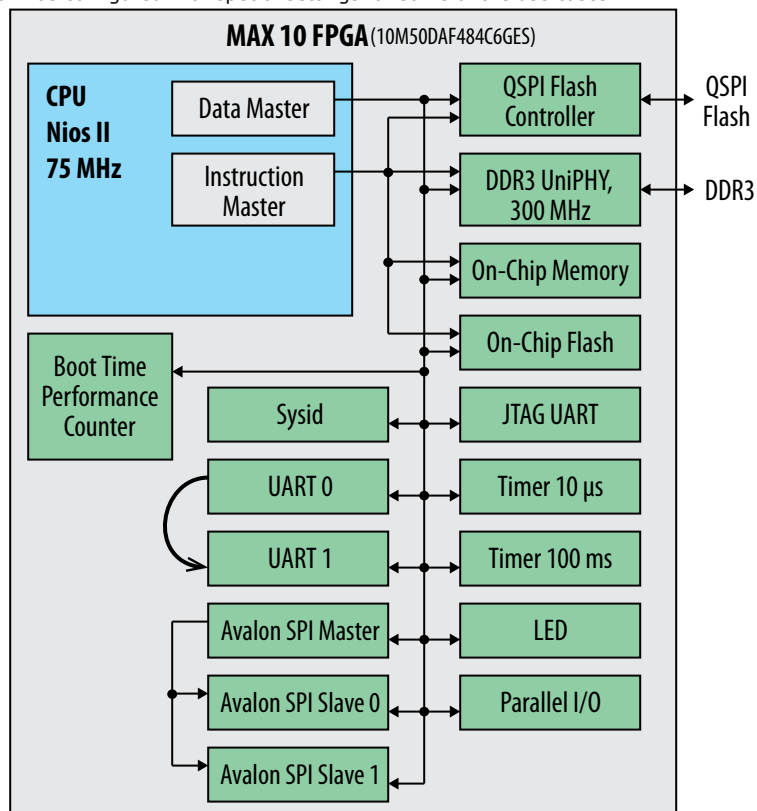 MAX 10 FPGA (10M50DAF484C6GES)
CPU
Nios II
75 MHz
Data Master
Instruction
Master
QSPI Flash
Controller
QSPI
Flash
DDR3 UniPHY,
300 MHz
DDR3
On-Chip Memory
On-Chip Flash
Boot Time
Performance
Counter
Sysid
JTAG UART
UART 0
Timer 10 µs
UART 1
Timer 100 ms
Avalon SPI Master
LED
Avalon SPI Slave 0
Parallel I/O
Avalon SPI Slave 1